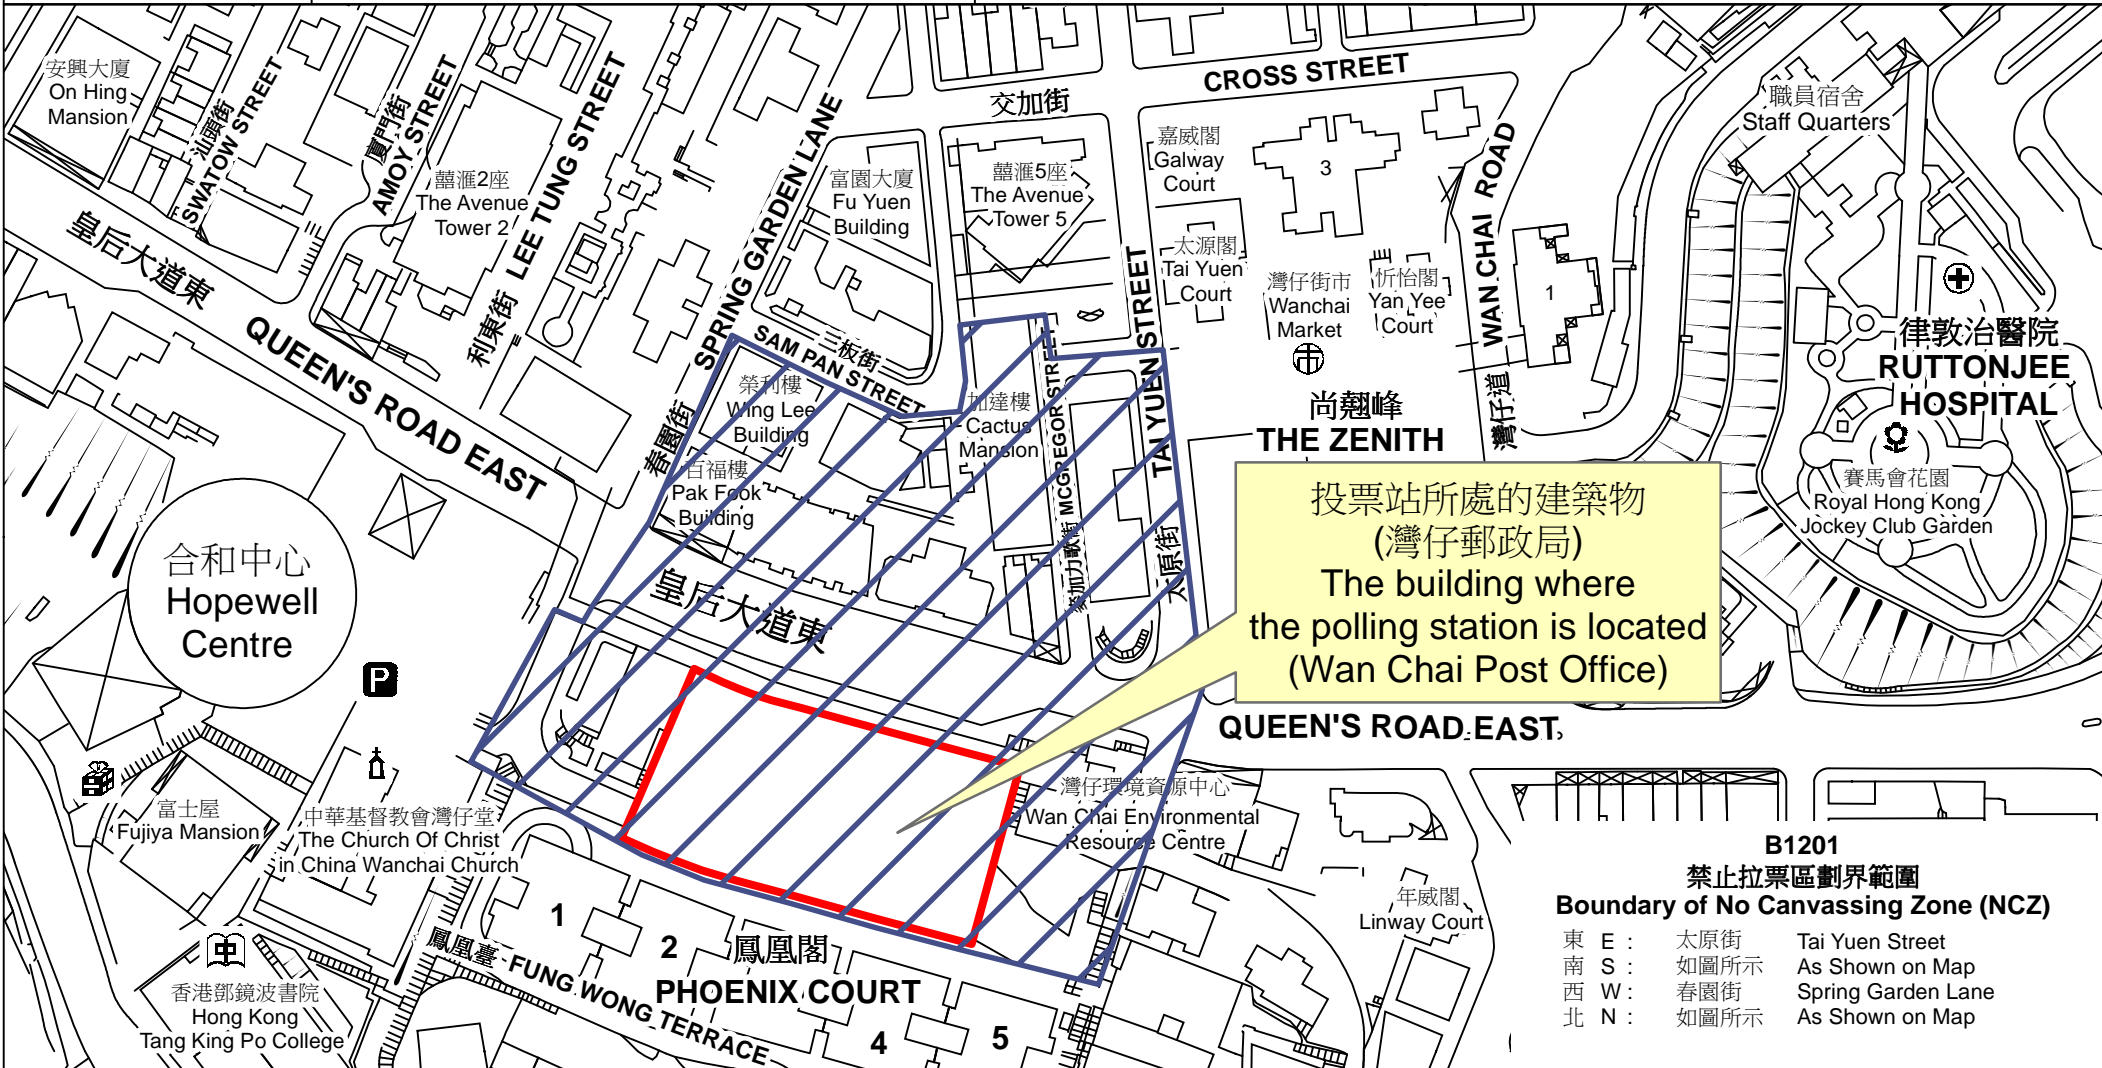 安興大廈
On Hing
Mansion
汕頭街
SWATOW STREET
廈門街
AMOY STREET
囍滙2座
The Avenue
Tower 2
利東街 LEE TUNG STREET
SPRING GARDEN LANE
春園街
富園大廈
Fu Yuen
Building
交加街
CROSS STREET
囍滙5座
The Avenue
Tower 5
嘉威閣
Galway
Court
3
太源閣
Tai Yuen
Court
灣仔街市
Wanchai
Market
忻怡閣
Yan Yee
Court
WAN CHAI ROAD
灣仔道
1
職員宿舍
Staff Quarters
律敦治醫院
RUTTONJEE
HOSPITAL
賽馬會花園
Royal Hong Kong
Jockey Club Garden
皇后大道東
QUEEN'S ROAD EAST
三板街
SAM PAN STREET
榮利樓
Wing Lee
Building
百福樓
Pak Fook
Building
加達樓
Cactus
Mansion
麥加力歌街 MCGREGOR STREET
TAI YUEN STREET
太原街
尚翹峰
THE ZENITH
投票站所處的建築物
(灣仔郵政局)
The building where
the polling station is located
(Wan Chai Post Office)
合和中心
Hopewell
Centre
P
皇后大道東
QUEEN'S ROAD EAST
富士屋
Fujiya Mansion
中華基督教會灣仔堂
The Church Of Christ
in China Wanchai Church
灣仔環境資源中心
Wan Chai Environmental
Resource Centre
年威閣
Linway Court
中
香港鄧鏡波書院
Hong Kong
Tang King Po College
鳳凰臺 FUNG WONG TERRACE
1
2
鳳凰閣
PHOENIX COURT
4
5
B1201
禁止拉票區劃界範圍
Boundary of No Canvassing Zone (NCZ)
東 E : 太原街 Tai Yuen Street
南 S : 如圖所示 As Shown on Map
西 W : 春園街 Spring Garden Lane
北 N : 如圖所示 As Shown on Map